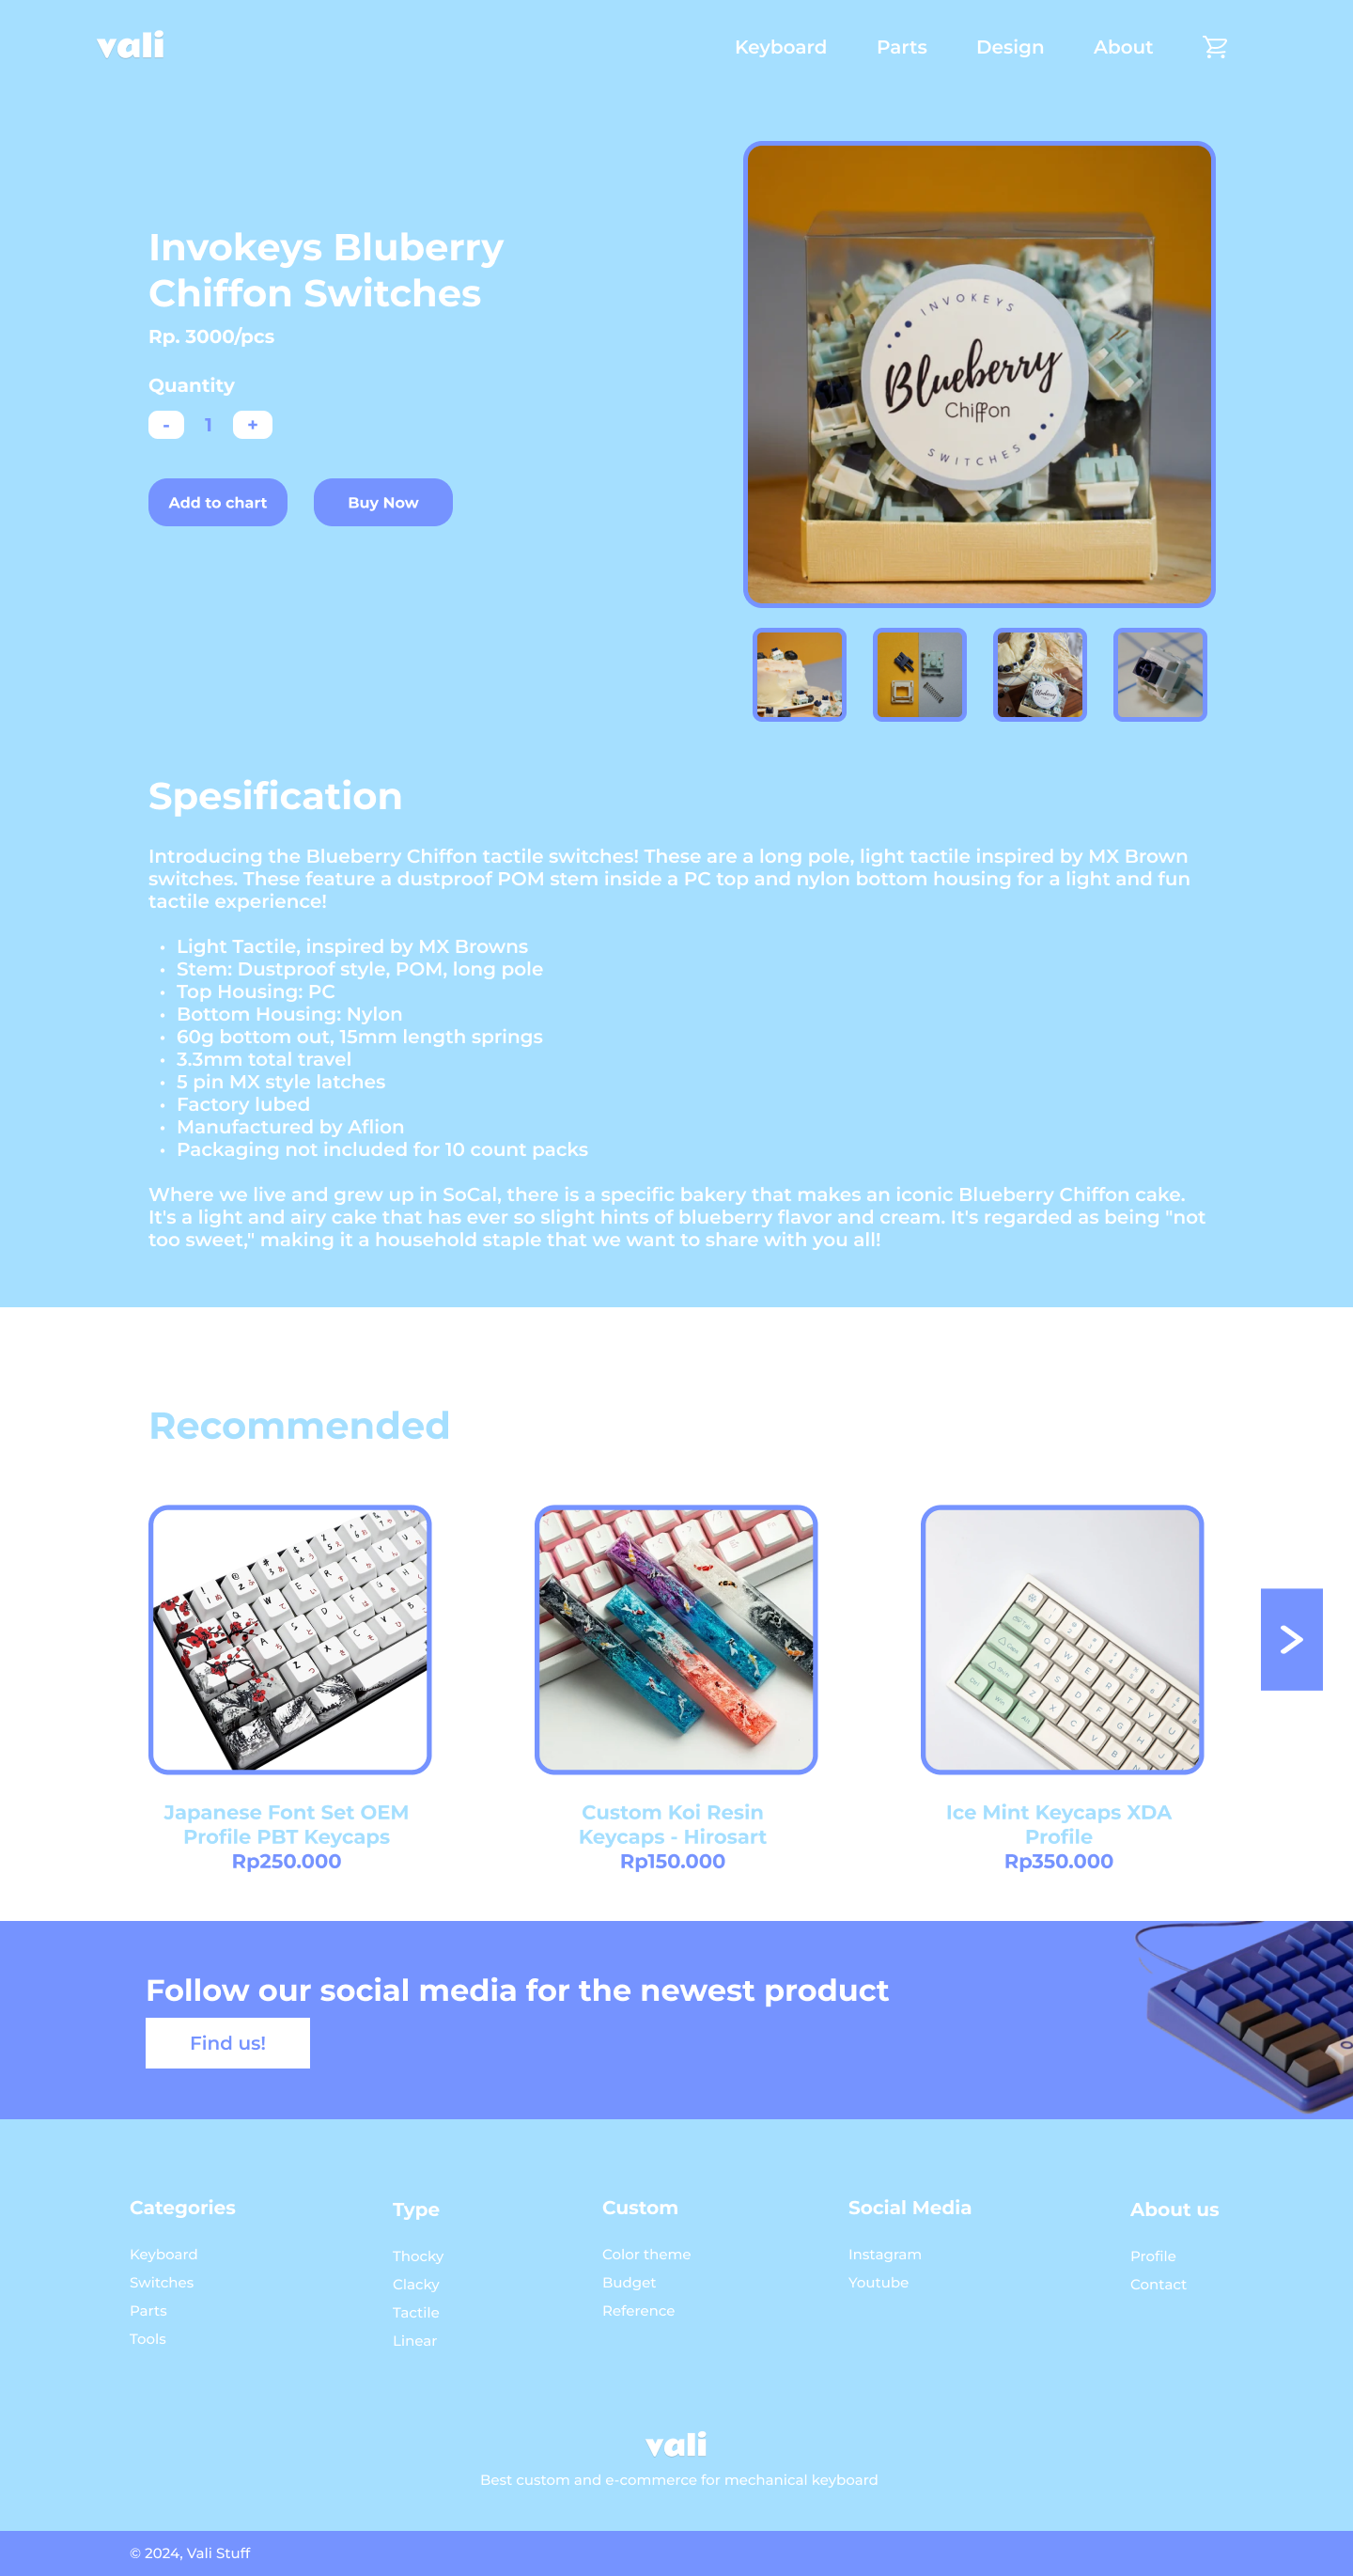 vali
Keyboard Parts Design About
Invokeys Bluberry
Chiffon Switches
Rp. 3000/pcs
Quantity
- 1 +
Add to chart Buy Now
INVOKEYS
Blueberry
Chiffon
SWITCHES
Spesification
Introducing the Blueberry Chiffon tactile switches! These are a long pole, light tactile inspired by MX Brown
switches. These feature a dustproof POM stem inside a PC top and nylon bottom housing for a light and fun
tactile experience!
• Light Tactile, inspired by MX Browns
• Stem: Dustproof style, POM, long pole
• Top Housing: PC
• Bottom Housing: Nylon
• 60g bottom out, 15mm length springs
• 3.3mm total travel
• 5 pin MX style latches
• Factory lubed
• Manufactured by Aflion
• Packaging not included for 10 count packs
Where we live and grew up in SoCal, there is a specific bakery that makes an iconic Blueberry Chiffon cake.
It's a light and airy cake that has ever so slight hints of blueberry flavor and cream. It's regarded as being "not
too sweet," making it a household staple that we want to share with you all!
Recommended
Japanese Font Set OEM
Profile PBT Keycaps
Rp250.000
Custom Koi Resin
Keycaps - Hirosart
Rp150.000
Ice Mint Keycaps XDA
Profile
Rp350.000
Follow our social media for the newest product
Find us!
Categories
Keyboard
Switches
Parts
Tools
Type
Thocky
Clacky
Tactile
Linear
Custom
Color theme
Budget
Reference
Social Media
Instagram
Youtube
About us
Profile
Contact
vali
Best custom and e-commerce for mechanical keyboard
© 2024, Vali Stuff